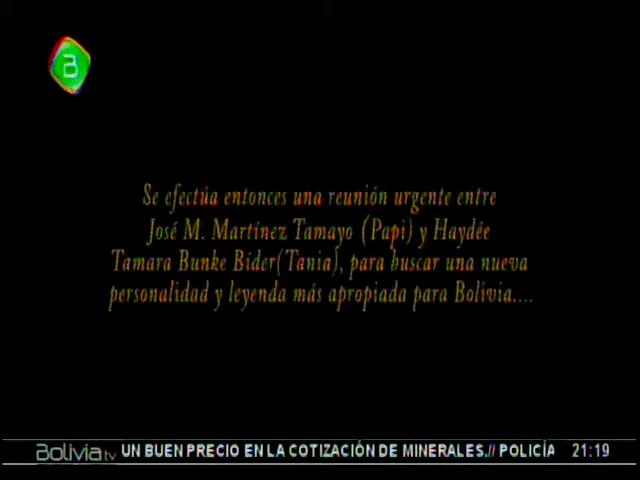 B
Se efectúa entonces una reunión urgente entre
José M. Martínez Tamayo (Papi) y Haydée
Tamara Bunke Bider(Tania), para buscar una nueva
personalidad y leyenda más apropiada para Bolivia....
Bolivia tv UN BUEN PRECIO EN LA COTIZACIÓN DE MINERALES.// POLICÍA 21:19